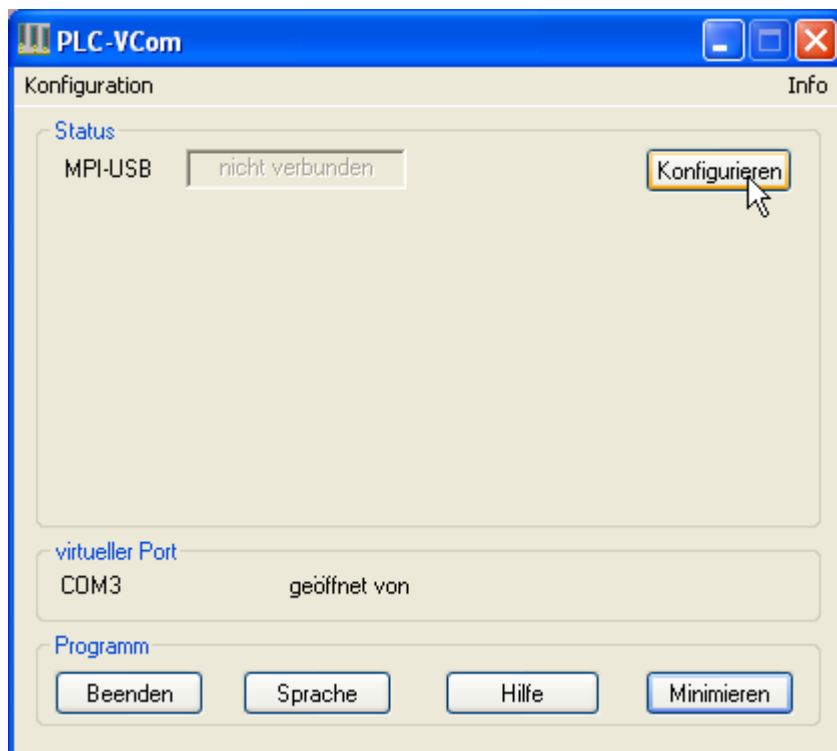 PLC-VCom
Konfiguration Info
Status
MPI-USB nicht verbunden Konfigurieren
virtueller Port
COM3 geöffnet von
Programm
Beenden Sprache Hilfe Minimieren